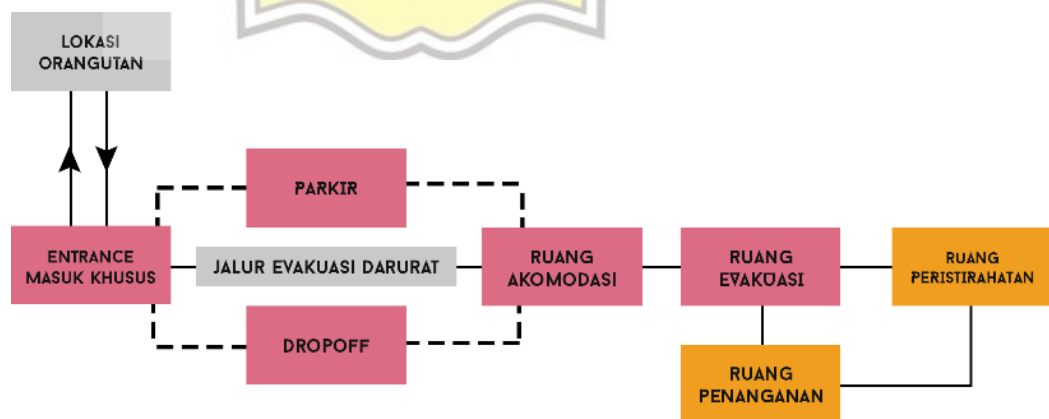 LOKASI
ORANGUTAN
PARKIR
ENTRANCE
MASUK KHUSUS
JALUR EVAKUASI DARURAT
RUANG
AKOMODASI
RUANG
EVAKUASI
RUANG
PERISTIRAHATAN
DROPOFF
RUANG
PENANGANAN